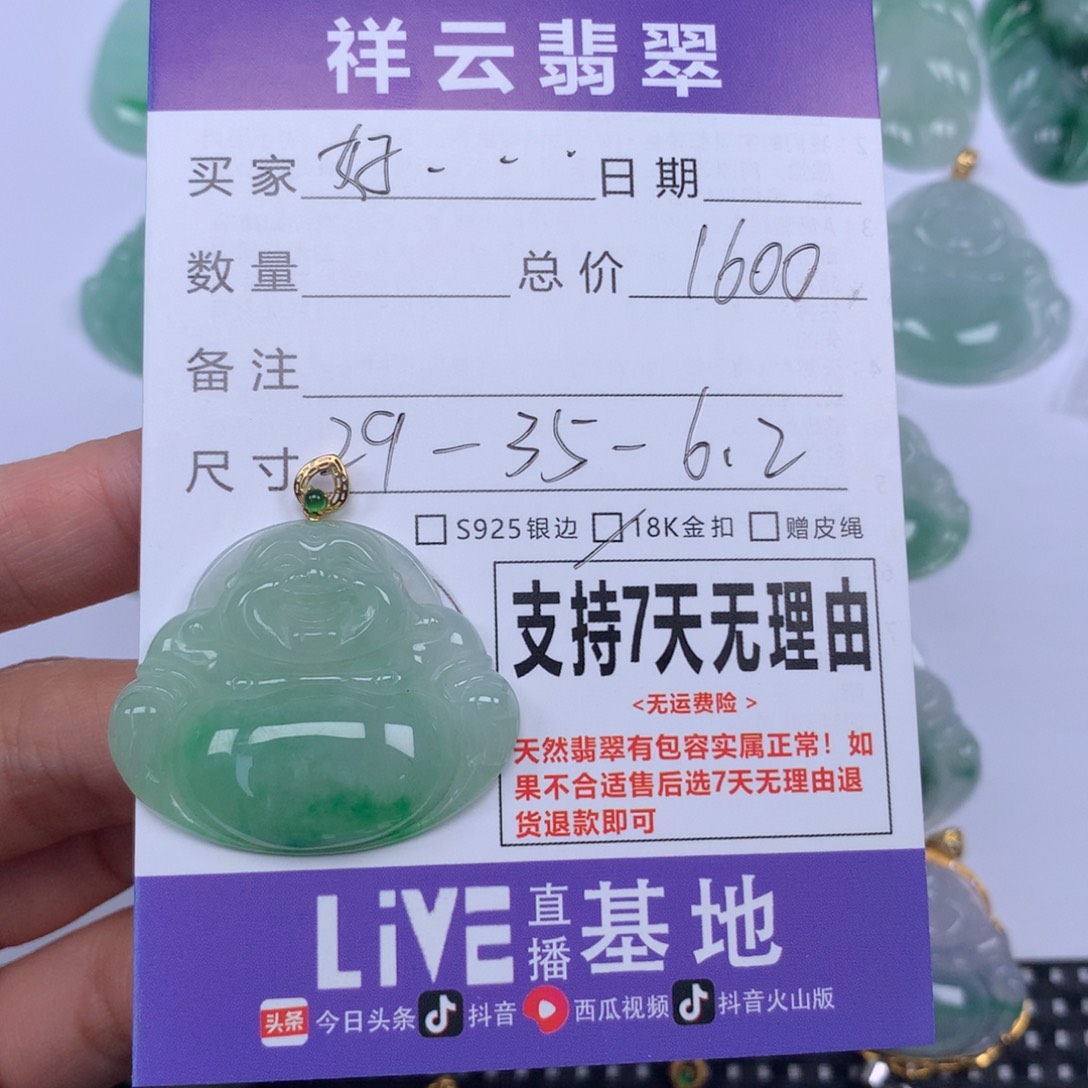 祥云翡翠
买家 好 - - · 日期
数量 总价 1600
备注
尺寸 29-35-6.2
S925银边 18K金扣 赠皮绳
支持7天无理由
<无运费险>
天然翡翠有包容实属正常！如
果不合适售后选7天无理由退
货退款即可
LiVE直播基地
头条 今日头条 抖音 西瓜视频 抖音火山版